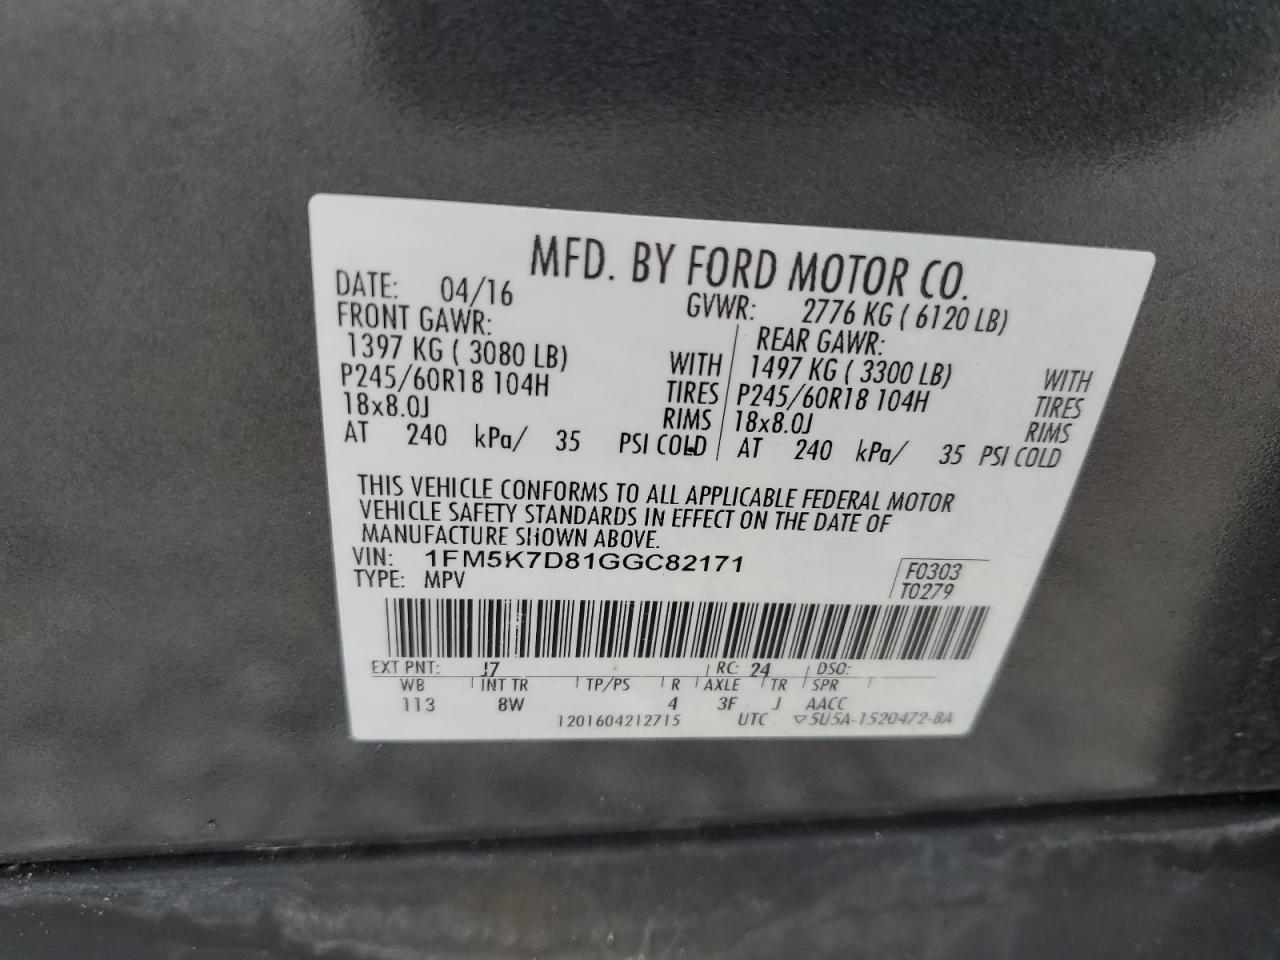 MFD. BY FORD MOTOR CO.
DATE: 04/16 GVWR: 2776 KG ( 6120 LB)
FRONT GAWR: REAR GAWR:
1397 KG ( 3080 LB) WITH 1497 KG ( 3300 LB) WITH
P245/60R18 104H TIRES P245/60R18 104H TIRES
18x8.0J RIMS 18x8.0J RIMS
AT 240 kPa/ 35 PSI COLD AT 240 kPa/ 35 PSI COLD
THIS VEHICLE CONFORMS TO ALL APPLICABLE FEDERAL MOTOR
VEHICLE SAFETY STANDARDS IN EFFECT ON THE DATE OF
MANUFACTURE SHOWN ABOVE.
VIN: 1FM5K7D81GGC82171 F0303
TYPE: MPV T0279
EXT PNT: J7 RC: 24 DSO:
WB INT TR TP/PS R AXLE TR SPR
113 8W 4 3F J AACC
1201604212715 UTC ▽5U5A-1520472-BA